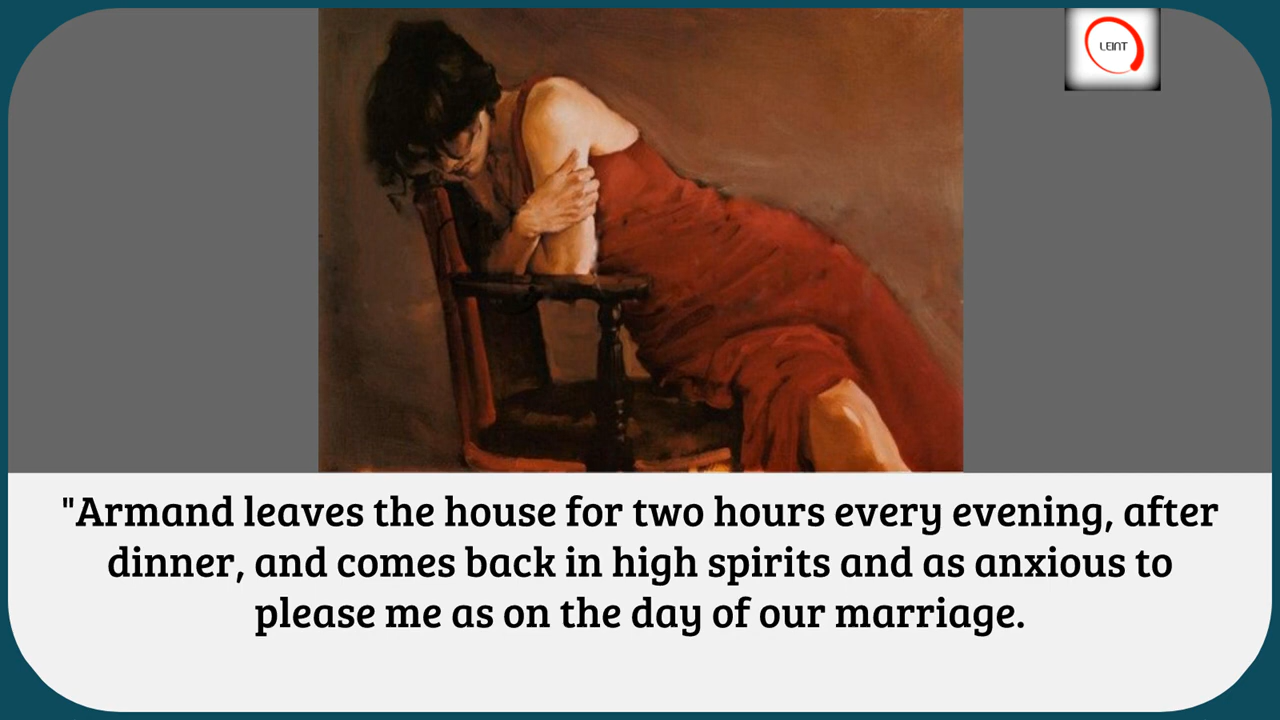 LEINT
"Armand leaves the house for two hours every evening, after
dinner, and comes back in high spirits and as anxious to
please me as on the day of our marriage.